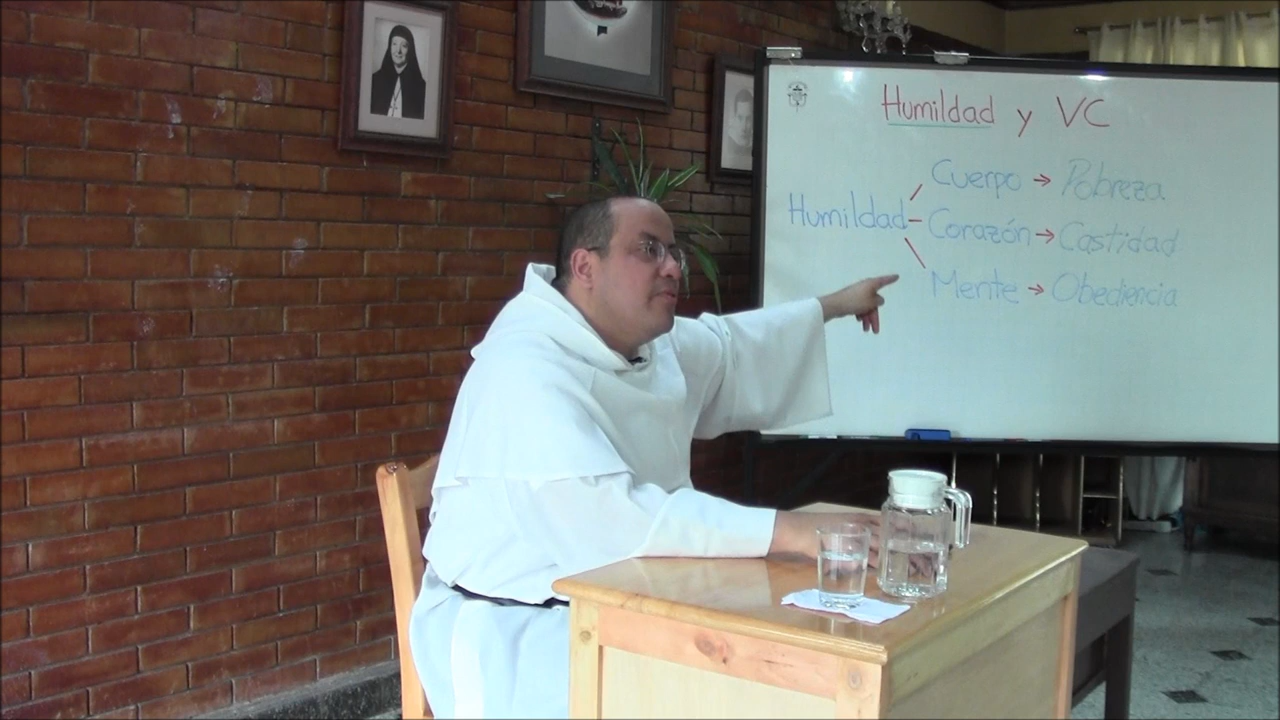 Humildad y VC
Cuerpo → Pobreza
Humildad - Corazón → Castidad
Mente → Obediencia